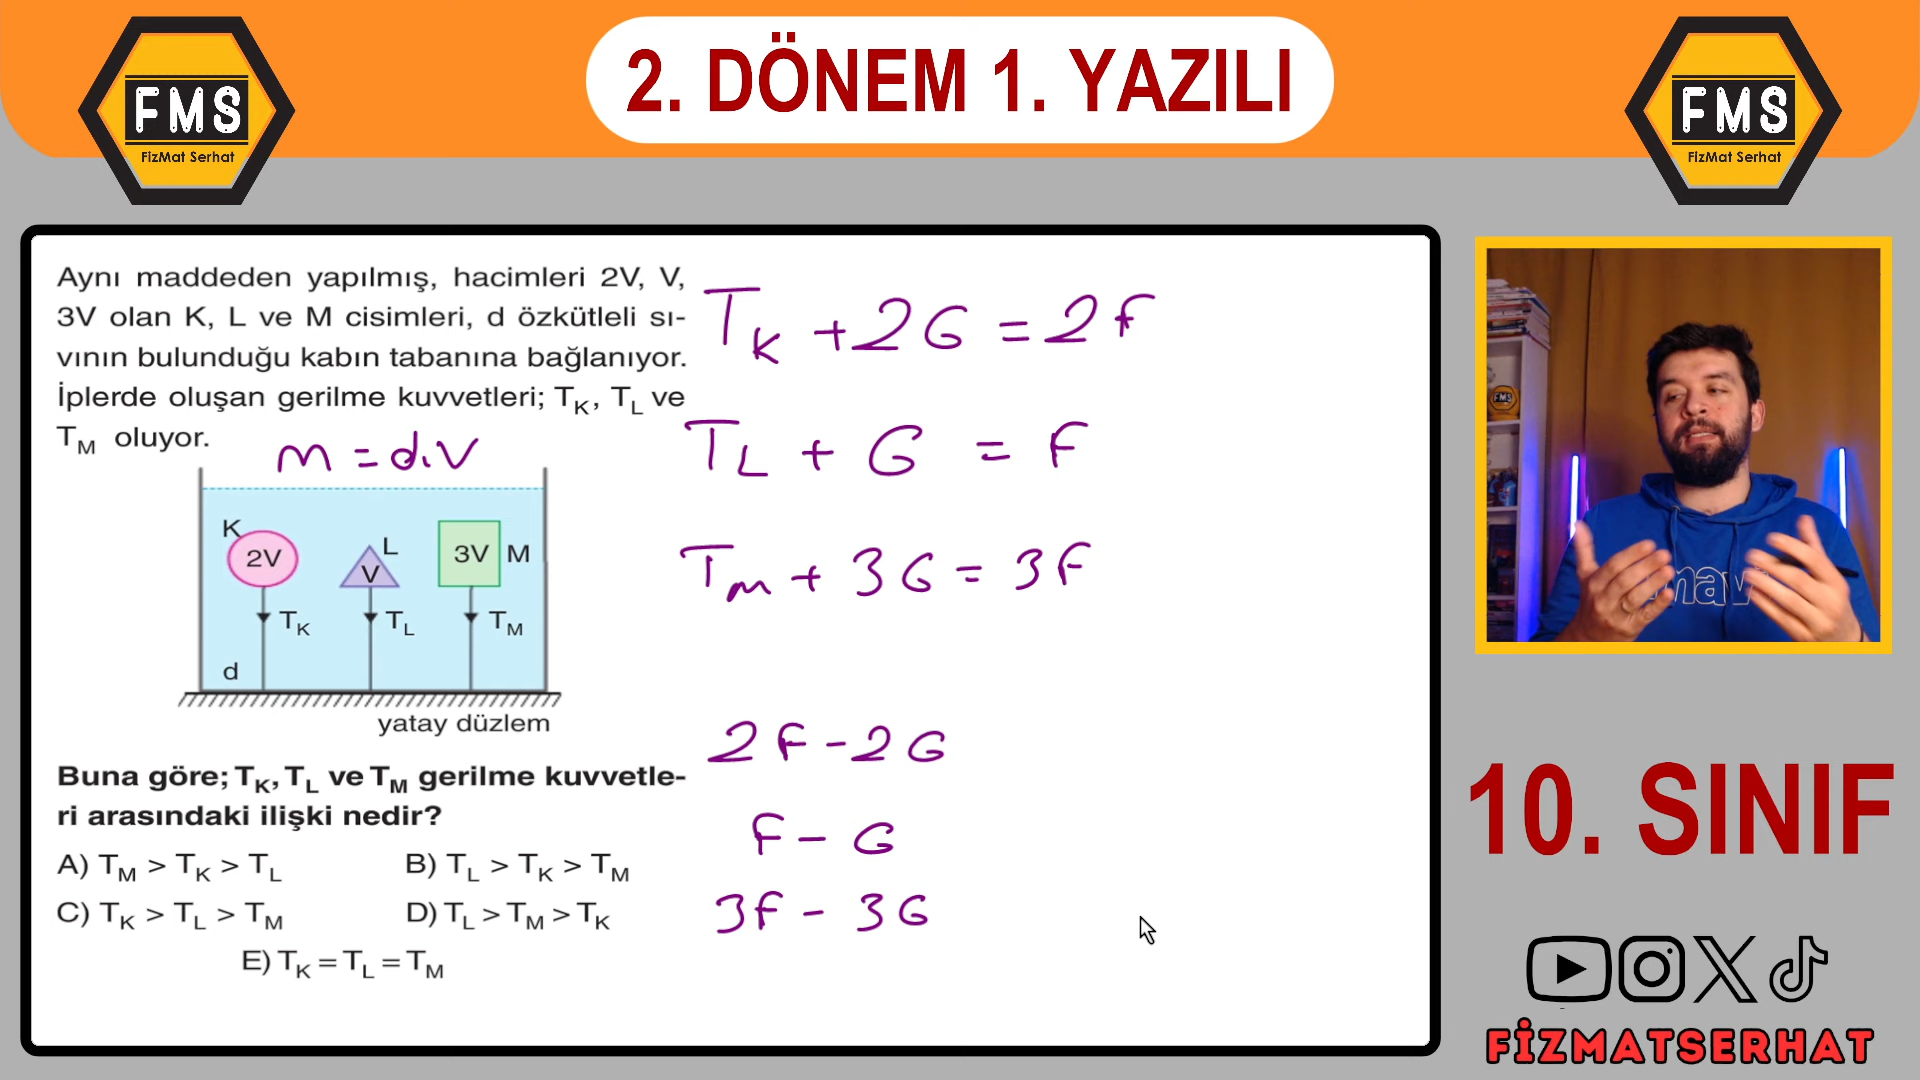 2. DÖNEM 1. YAZILI
FMS
FizMat Serhat
FMS
FizMat Serhat
Aynı maddeden yapılmış, hacimleri 2V, V,
3V olan K, L ve M cisimleri, d özkütleli sı-
vının bulunduğu kabın tabanına bağlanıyor.
İplerde oluşan gerilme kuvvetleri; TK, TL ve
TM oluyor.
m = d.V
K
2V
L
V
3V
M
TK
TL
TM
d
yatay düzlem
Buna göre; TK, TL ve TM gerilme kuvvetle-
ri arasındaki ilişki nedir?
A) TM > TK > TL
B) TL > TK > TM
C) TK > TL > TM
D) TL > TM > TK
E) TK = TL = TM
TK + 2G = 2F
TL + G = F
Tm + 3G = 3F
2F - 2G
F - G
3F - 3G
FMS
10. SINIF
FİZMATSERHAT